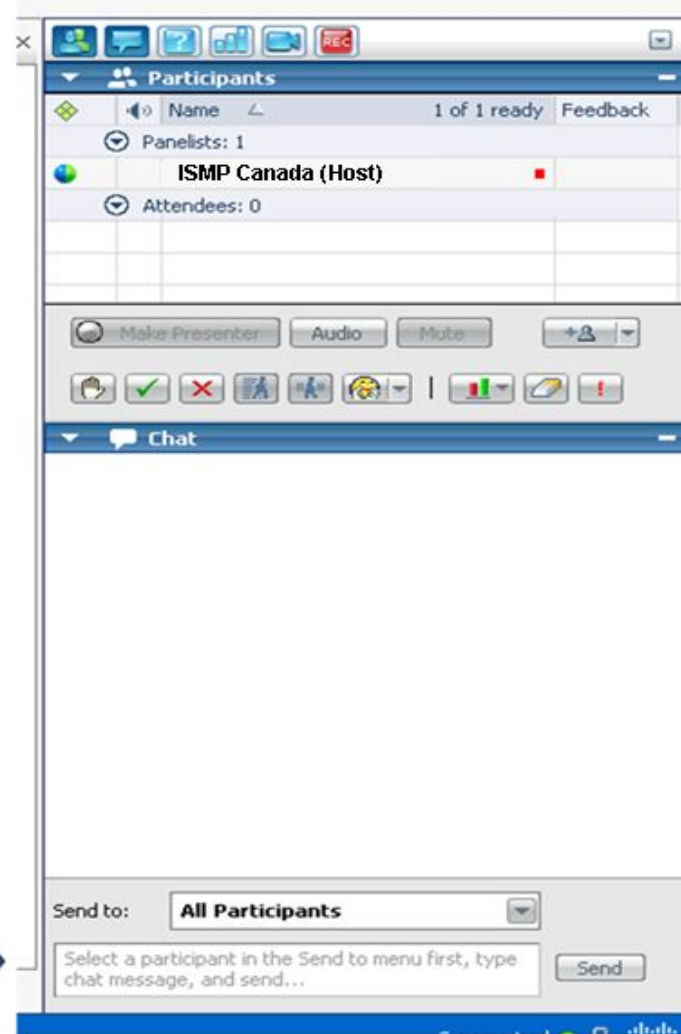 REC
Participants
Name 1 of 1 ready Feedback
Panelists: 1
ISMP Canada (Host)
Attendees: 0
Make Presenter Audio Mute
Chat
Send to: All Participants
Select a participant in the Send to menu first, type
chat message, and send...
Send